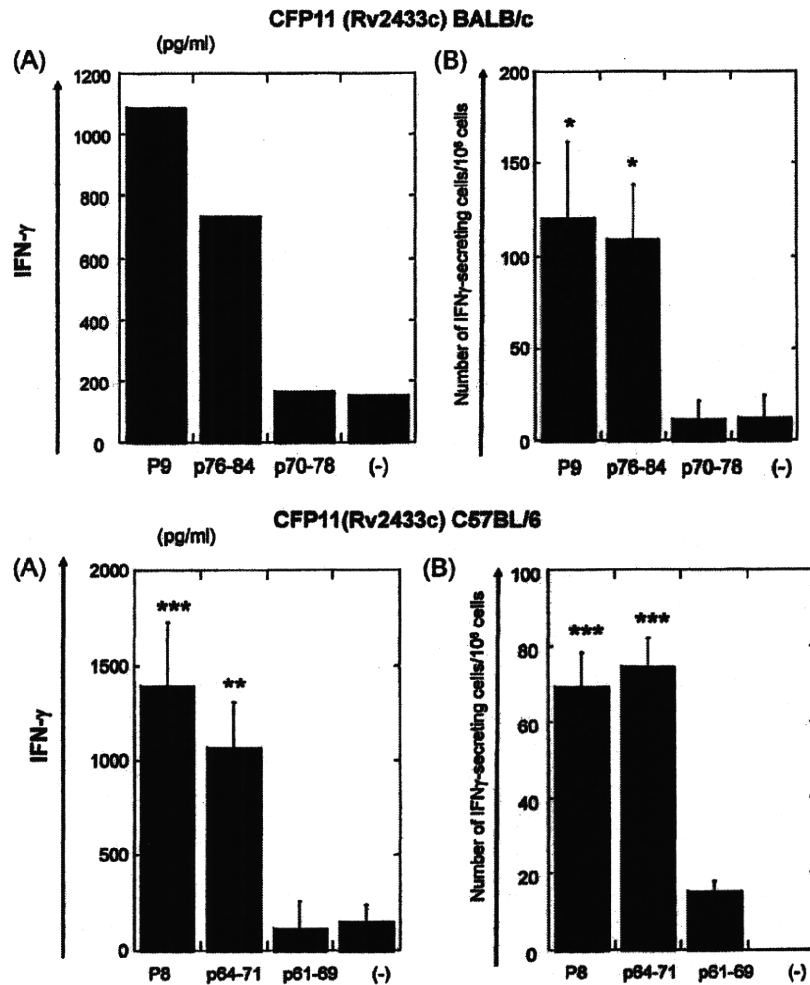 CFP11 (Rv2433c) BALB/c
(pg/ml)
(A)
IFN-γ
1200
1000
800
600
400
200
0
P9 p76-84 p70-78 (-)
(B)
Number of IFNγ-secreting cells/10⁶ cells
200
150
100
50
0
*
*
P9 p76-84 p70-78 (-)
CFP11(Rv2433c) C57BL/6
(pg/ml)
(A)
IFN-γ
2000
1500
1000
500
0
***
**
P8 p64-71 p61-69 (-)
(B)
Number of IFNγ-secreting cells/10⁶ cells
100
80
60
40
20
0
***
***
P8 p64-71 p61-69 (-)